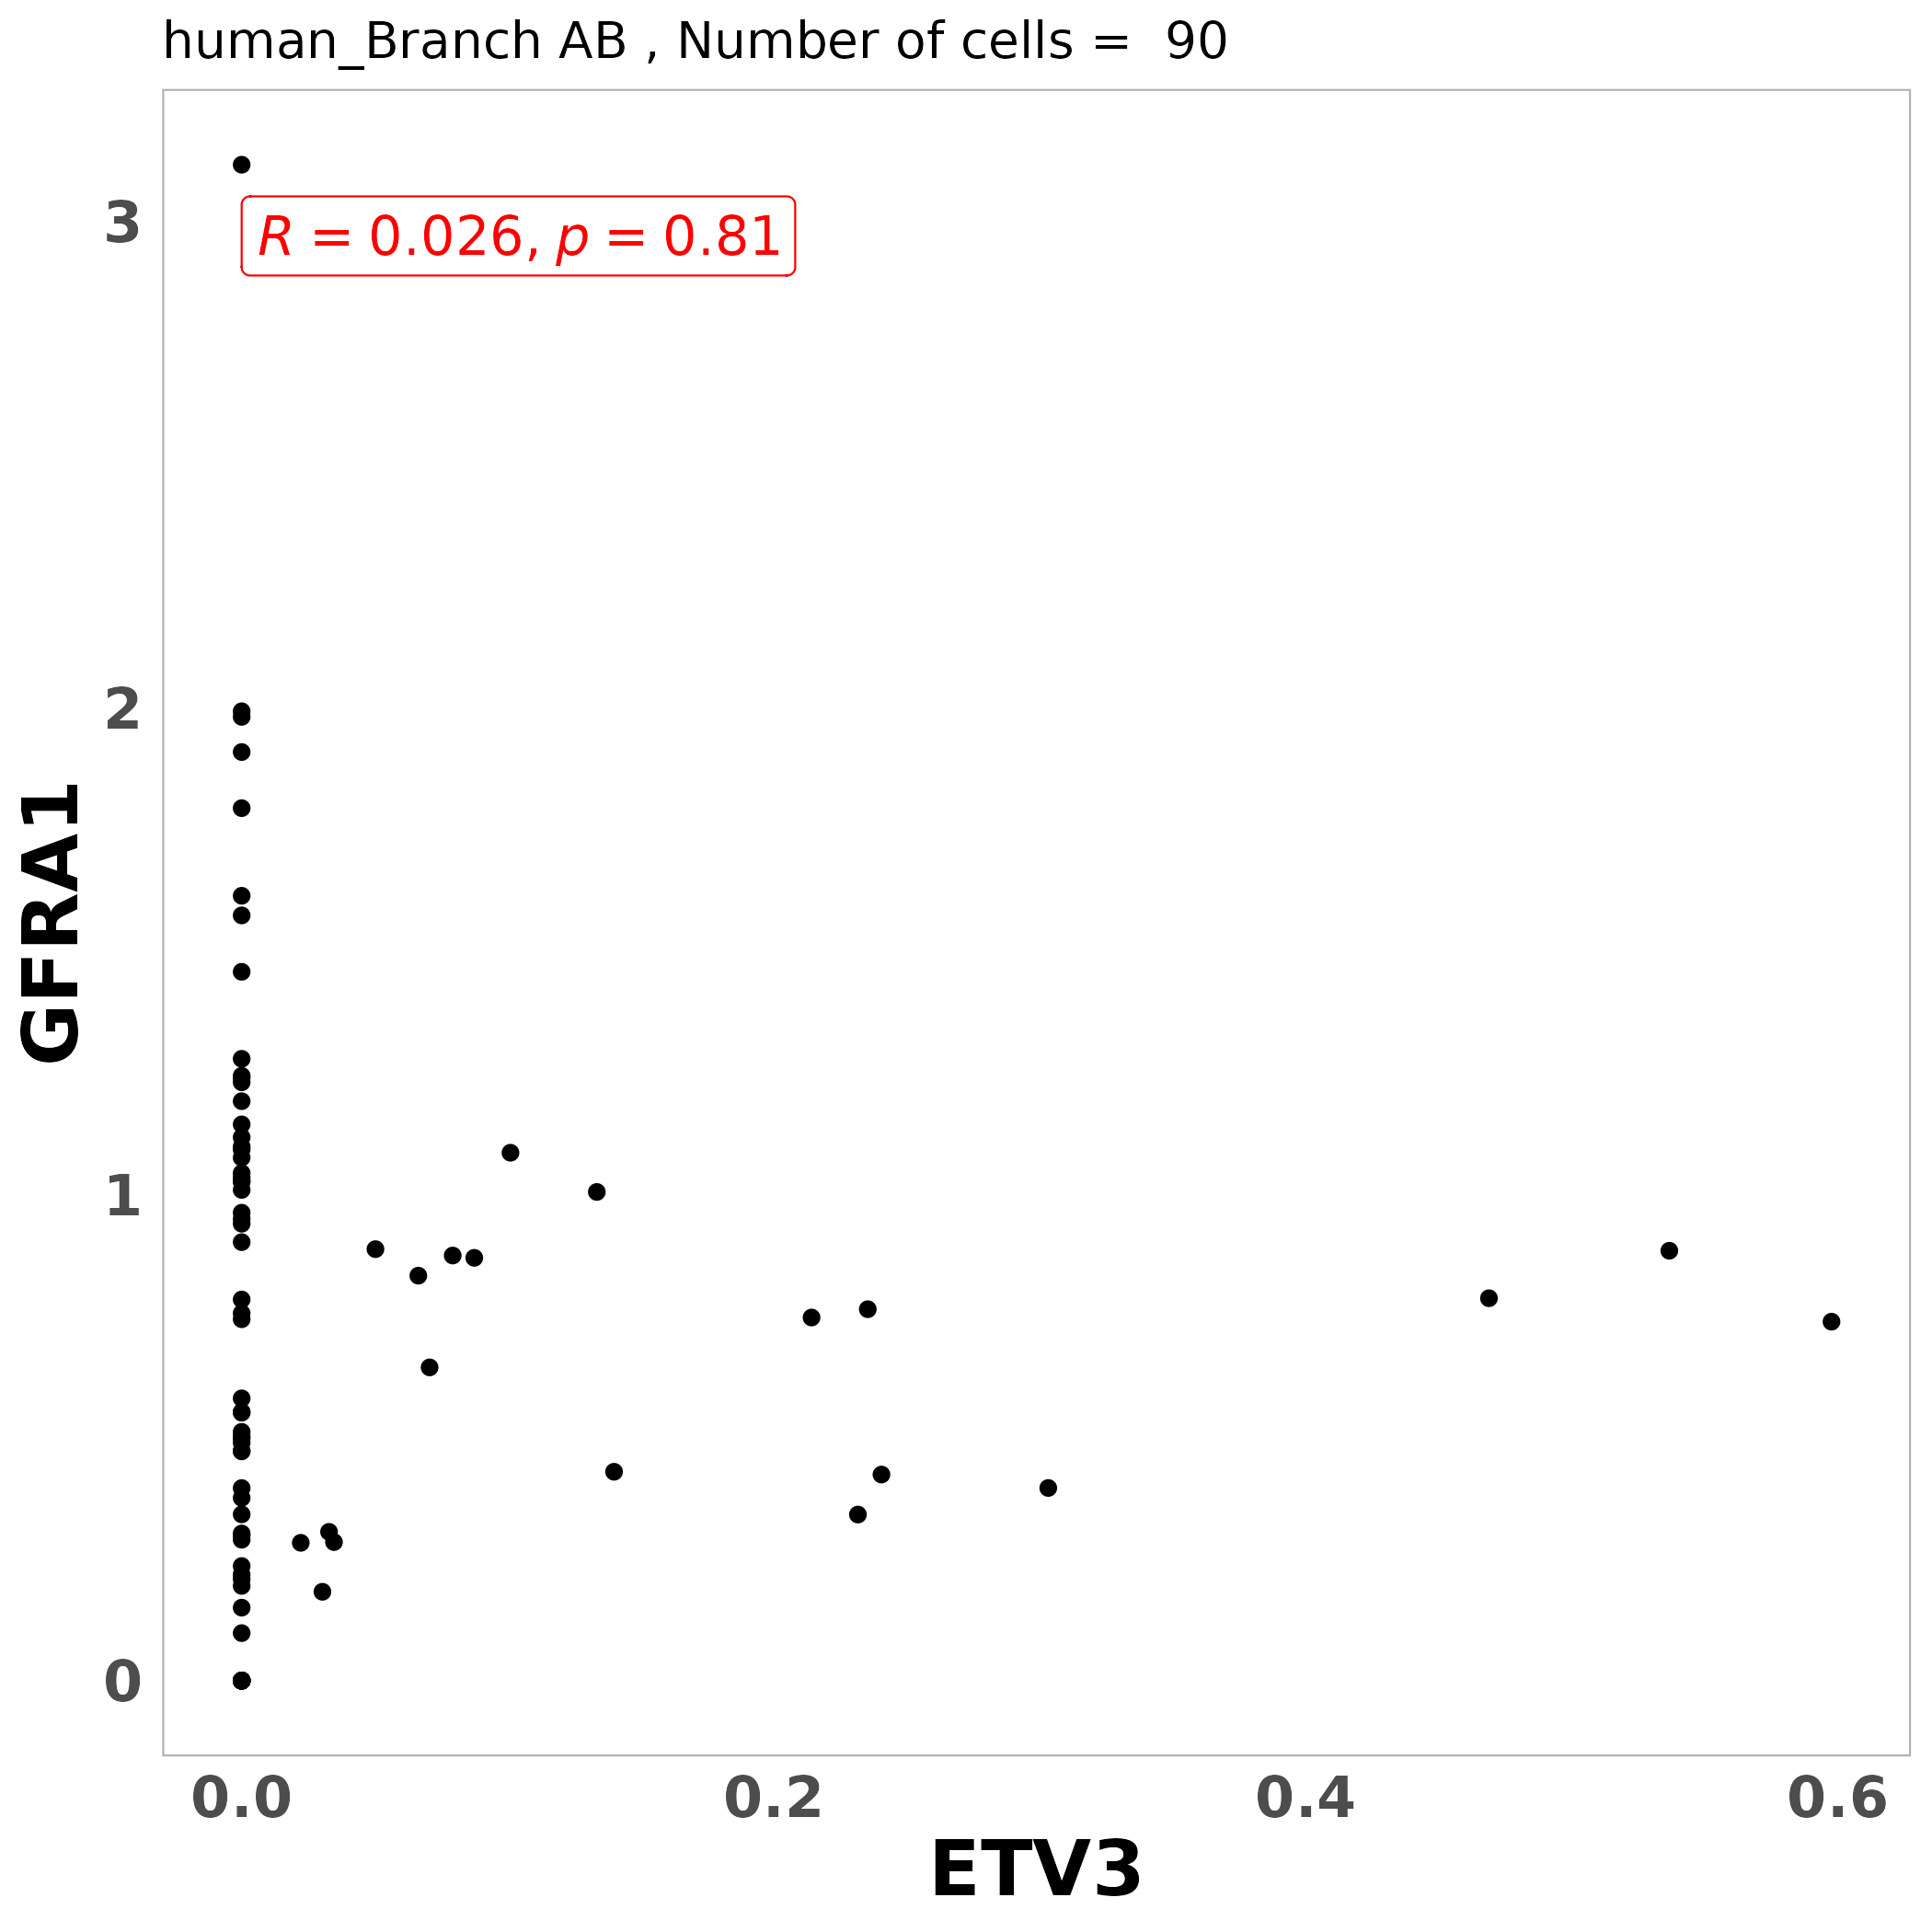 human_Branch AB , Number of cells =  90
R = 0.026, p = 0.81
3
2
1
0
GFRA1
0.0 0.2 0.4 0.6
ETV3